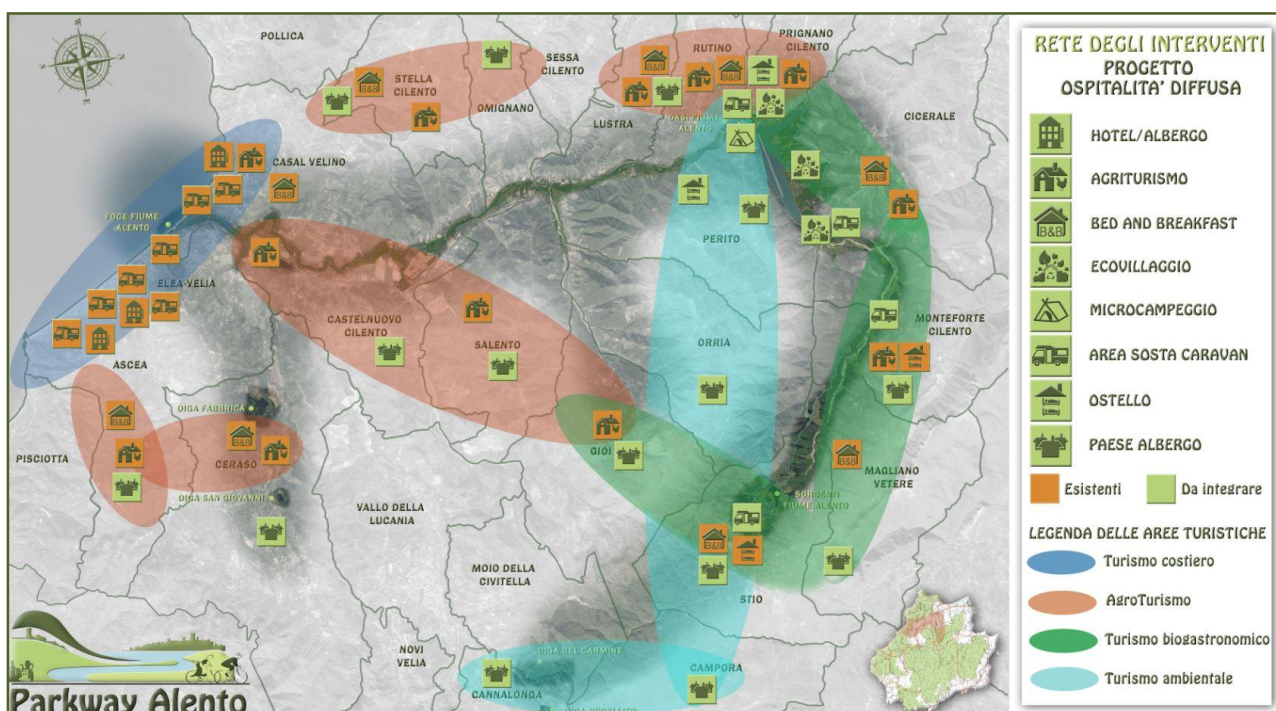 POLLICA
SESSA
CILENTO
RUTINO
PRIGNANO
CILENTO
STELLA
CILENTO
OMIGNANO
LUSTRA
OASI FIUME
ALENTO
CICERALE
CASAL VELINO
B&B
B&B
B&B
B&B
B&B
FOCE FIUME
ALENTO
PERITO
ELEA-VELIA
CASTELNUOVO
CILENTO
SALENTO
ORRIA
MONTEFORTE
CILENTO
ASCEA
DIGA FABBRICA
B&B
B&B
PISCIOTTA
CERASO
GIOI
B&B
MAGLIANO
VETERE
DIGA SAN GIOVANNI
SORGENTI
FIUME ALENTO
VALLO DELLA
LUCANIA
B&B
MOIO DELLA
CIVITELLA
STIO
NOVI
VELIA
DIGA DEL CARMINE
CAMPORA
CANNALONGA
Parkway Alento
RETE DEGLI INTERVENTI
PROGETTO
OSPITALITA' DIFFUSA
HOTEL/ALBERGO
AGRITURISMO
B&B BED AND BREAKFAST
ECOVILLAGGIO
MICROCAMPEGGIO
AREA SOSTA CARAVAN
OSTELLO
PAESE ALBERGO
Esistenti Da integrare
LEGENDA DELLE AREE TURISTICHE
Turismo costiero
AgroTurismo
Turismo biogastronomico
Turismo ambientale